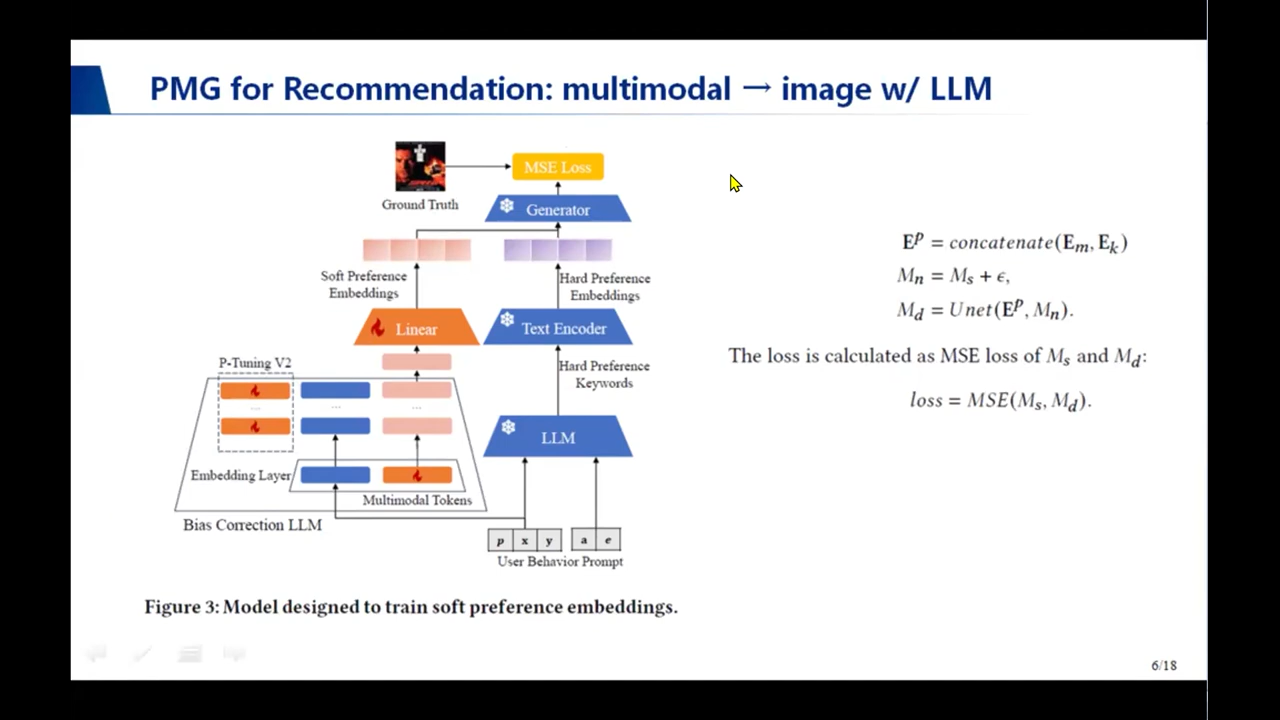 PMG for Recommendation: multimodal → image w/ LLM
MSE Loss
Ground Truth
Generator
Soft Preference
Embeddings
Hard Preference
Embeddings
Linear
Text Encoder
P-Tuning V2
Hard Preference
Keywords
...
...
...
LLM
Embedding Layer
Multimodal Tokens
Bias Correction LLM
p x y a e
User Behavior Prompt
Figure 3: Model designed to train soft preference embeddings.
E^p = concatenate(E_m, E_k)
M_n = M_s + ϵ,
M_d = Unet(E^p, M_n).
The loss is calculated as MSE loss of M_s and M_d:
loss = MSE(M_s, M_d).
6/18